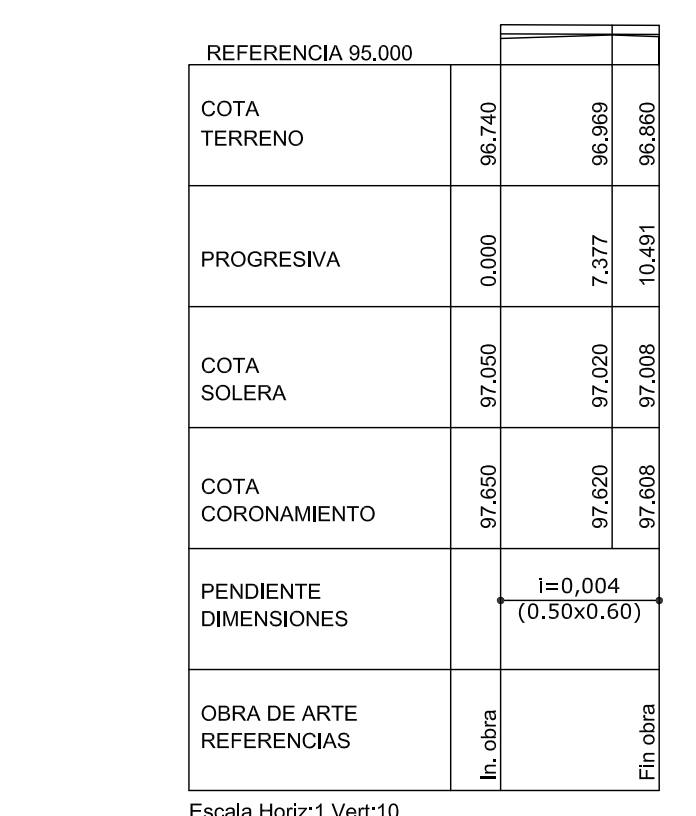 REFERENCIA 95.000
COTA
TERRENO
96.740
96.969
96.860
PROGRESIVA
0.000
7.377
10.491
COTA
SOLERA
97.050
97.020
97.008
COTA
CORONAMIENTO
97.650
97.620
97.608
PENDIENTE
DIMENSIONES
i=0,004
(0.50x0.60)
OBRA DE ARTE
REFERENCIAS
In. obra
Fin obra
Escala Horiz:1 Vert:10